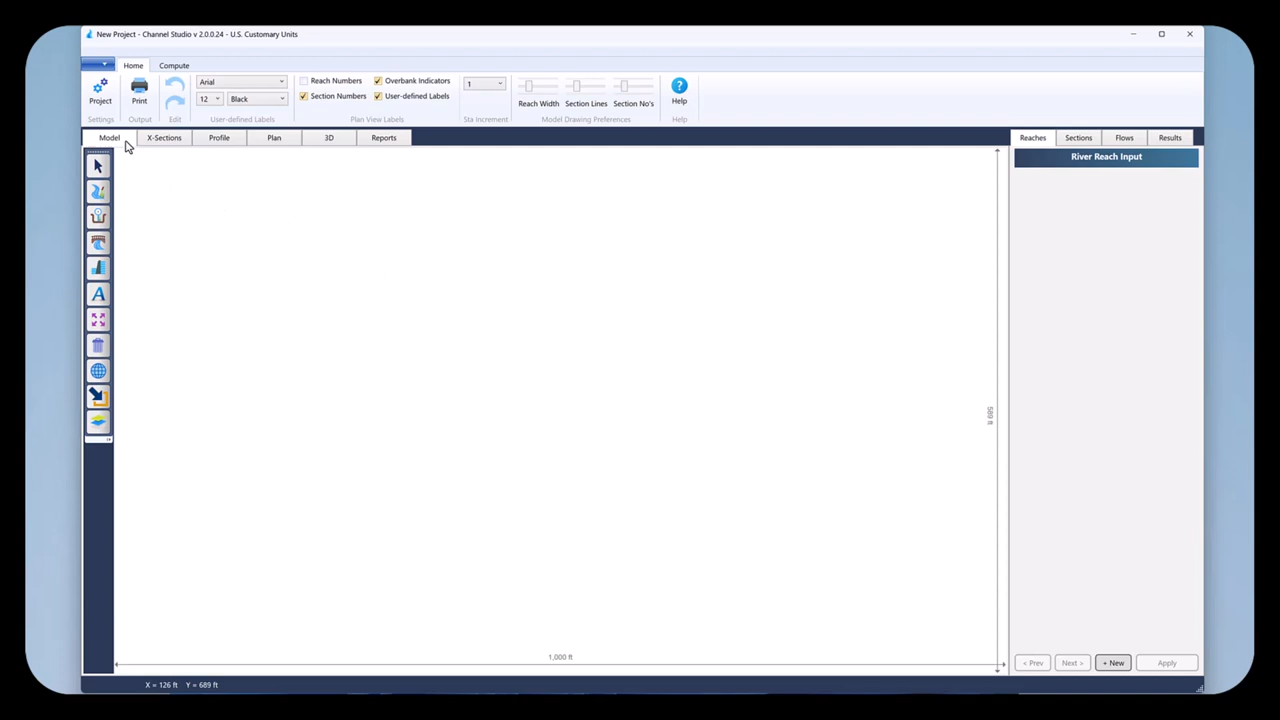 New Project - Channel Studio v 2.0.0.24 - U.S. Customary Units
Home
Compute
Project
Print
Arial
12
Black
Reach Numbers
Section Numbers
Overbank Indicators
User-defined Labels
1
Reach Width
Section Lines
Section No's
Help
Settings
Output
Edit
User-defined Labels
Plan View Labels
Sta Increment
Model Drawing Preferences
Help
Model
X-Sections
Profile
Plan
3D
Reports
Reaches
Sections
Flows
Results
River Reach Input
A
589 ft
1,000 ft
< Prev
Next >
+ New
Apply
X = 126 ft Y = 689 ft